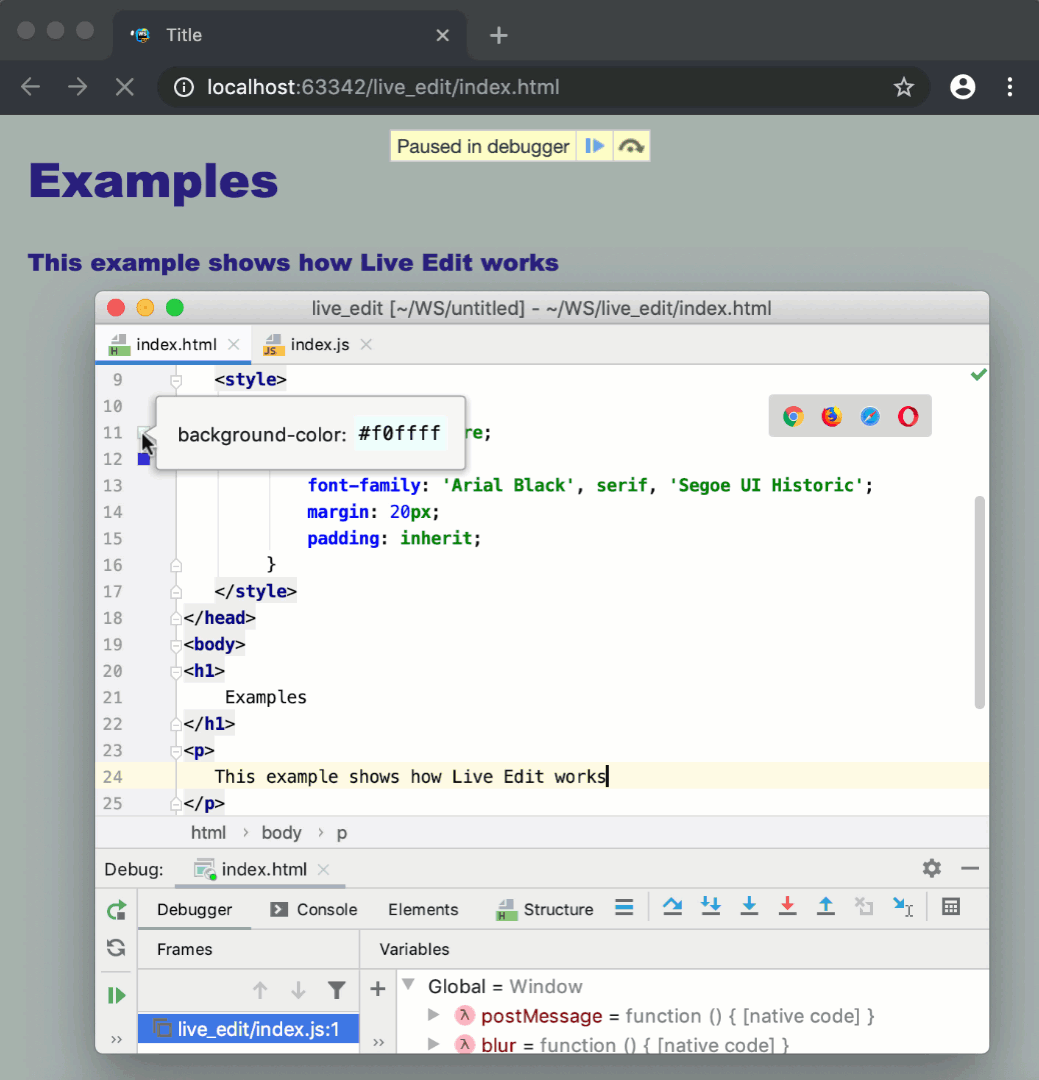 Title
localhost:63342/live_edit/index.html
Paused in debugger
Examples
This example shows how Live Edit works
live_edit [~/WS/untitled] - ~/WS/live_edit/index.html
index.html
index.js
9 <style>
10
11 re;
background-color: #f0ffff
12
13 font-family: 'Arial Black', serif, 'Segoe UI Historic';
14 margin: 20px;
15 padding: inherit;
16 }
17 </style>
18 </head>
19 <body>
20 <h1>
21 Examples
22 </h1>
23 <p>
24 This example shows how Live Edit works
25 </p>
html › body › p
Debug: index.html
Debugger Console Elements Structure
Frames Variables
Global = Window
postMessage = function () { [native code] }
live_edit/index.js:1
blur = function () { [native code] }